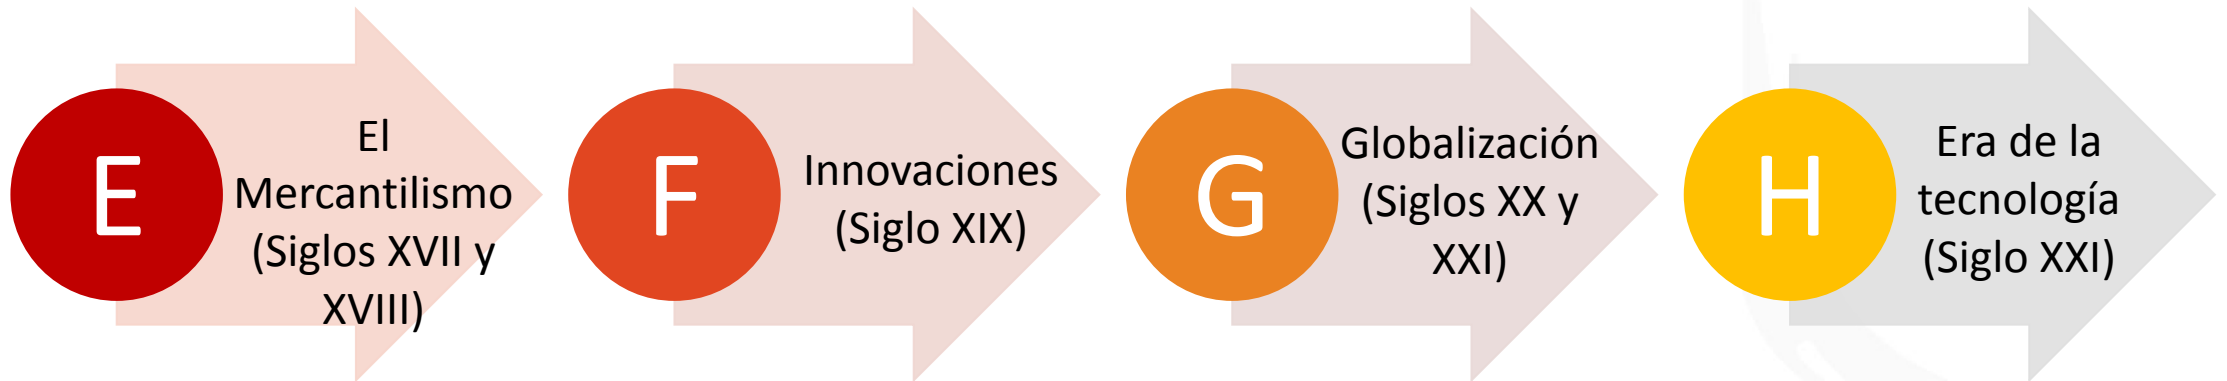 E
El
Mercantilismo
(Siglos XVII y
XVIII)
F
Innovaciones
(Siglo XIX)
G
Globalización
(Siglos XX y
XXI)
H
Era de la
tecnología
(Siglo XXI)